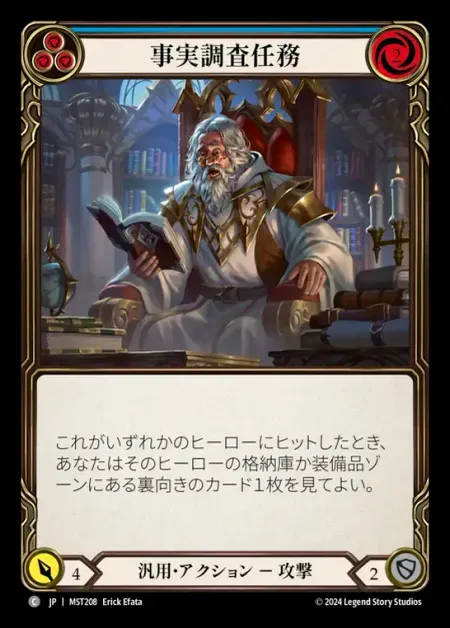 事実調査任務
2
これがいずれかのヒーローにヒットしたとき、
あなたはそのヒーローの格納庫か装備品ゾ
ーンにある裏向きのカード1枚を見てよい。
4
汎用・アクション － 攻撃
2
C JP | MST208 Erick Efata
© 2024 Legend Story Studios